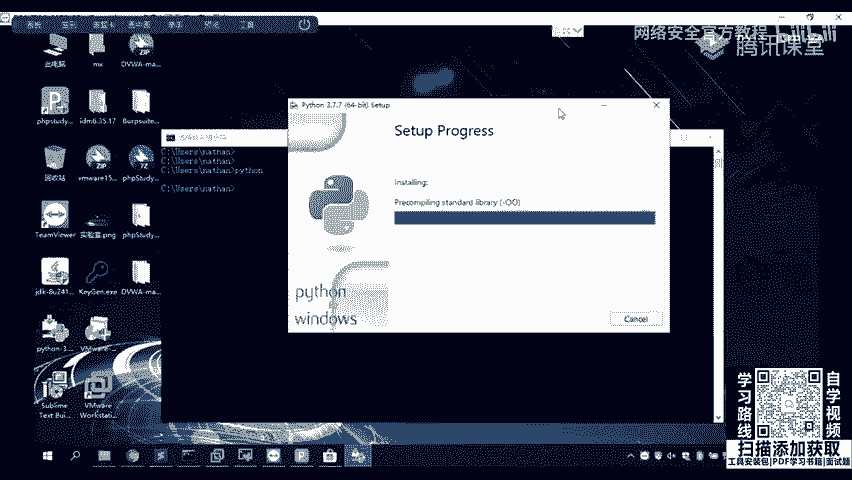 网络安全官方教程
腾讯课堂
工具
此电脑
mx
DVWA-ma...
phpstudy...
idm6.35.17
Burpsuite...
回收站
vmware15...
phpStudy...
TeamViewer
实验室.png
phpStudy...
jdk-8u241...
KeyGen.exe
DVWA-ma...
python-3....
VMware-...
Sublime
Text Bui...
VMware
Workstati...
C:\Users\nathan>
C:\Users\nathan>
C:\Users\nathan>python
C:\Users\nathan>
Python 3.7.7 (64-bit) Setup
Setup Progress
Installing:
Precompiling standard library (-OO)
python
windows
Cancel
学习路线
自学视频
扫描添加获取
工具安装包|PDF学习书籍|面试题